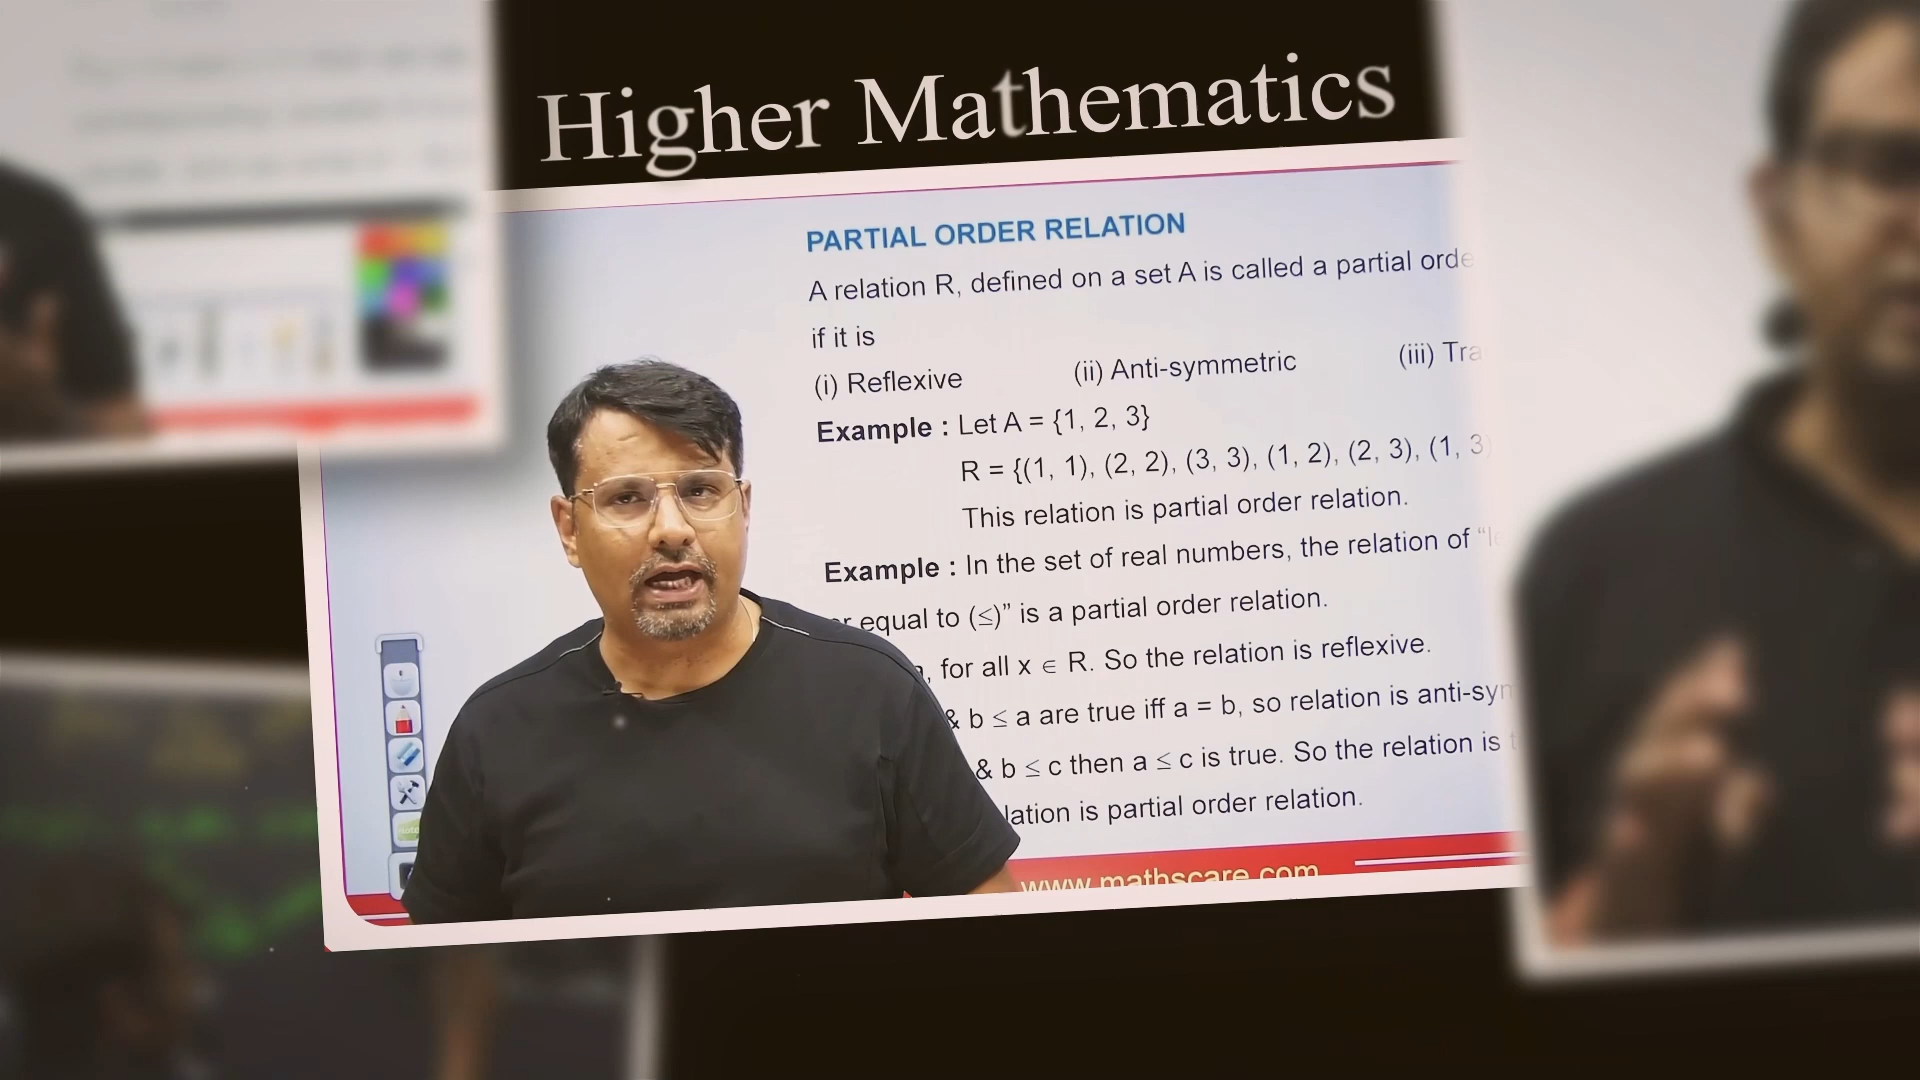 Higher Mathematics
PARTIAL ORDER RELATION
A relation R, defined on a set A is called a partial orde
if it is
(i) Reflexive (ii) Anti-symmetric (iii) Tra
Example : Let A = {1, 2, 3}
R = {(1, 1), (2, 2), (3, 3), (1, 2), (2, 3), (1, 3)
This relation is partial order relation.
Example : In the set of real numbers, the relation of “le
equal to (≤)” is a partial order relation.
, for all x ∈ R. So the relation is reflexive.
& b ≤ a are true iff a = b, so relation is anti-sym
& b ≤ c then a ≤ c is true. So the relation is t
lation is partial order relation.
www.mathscare.com